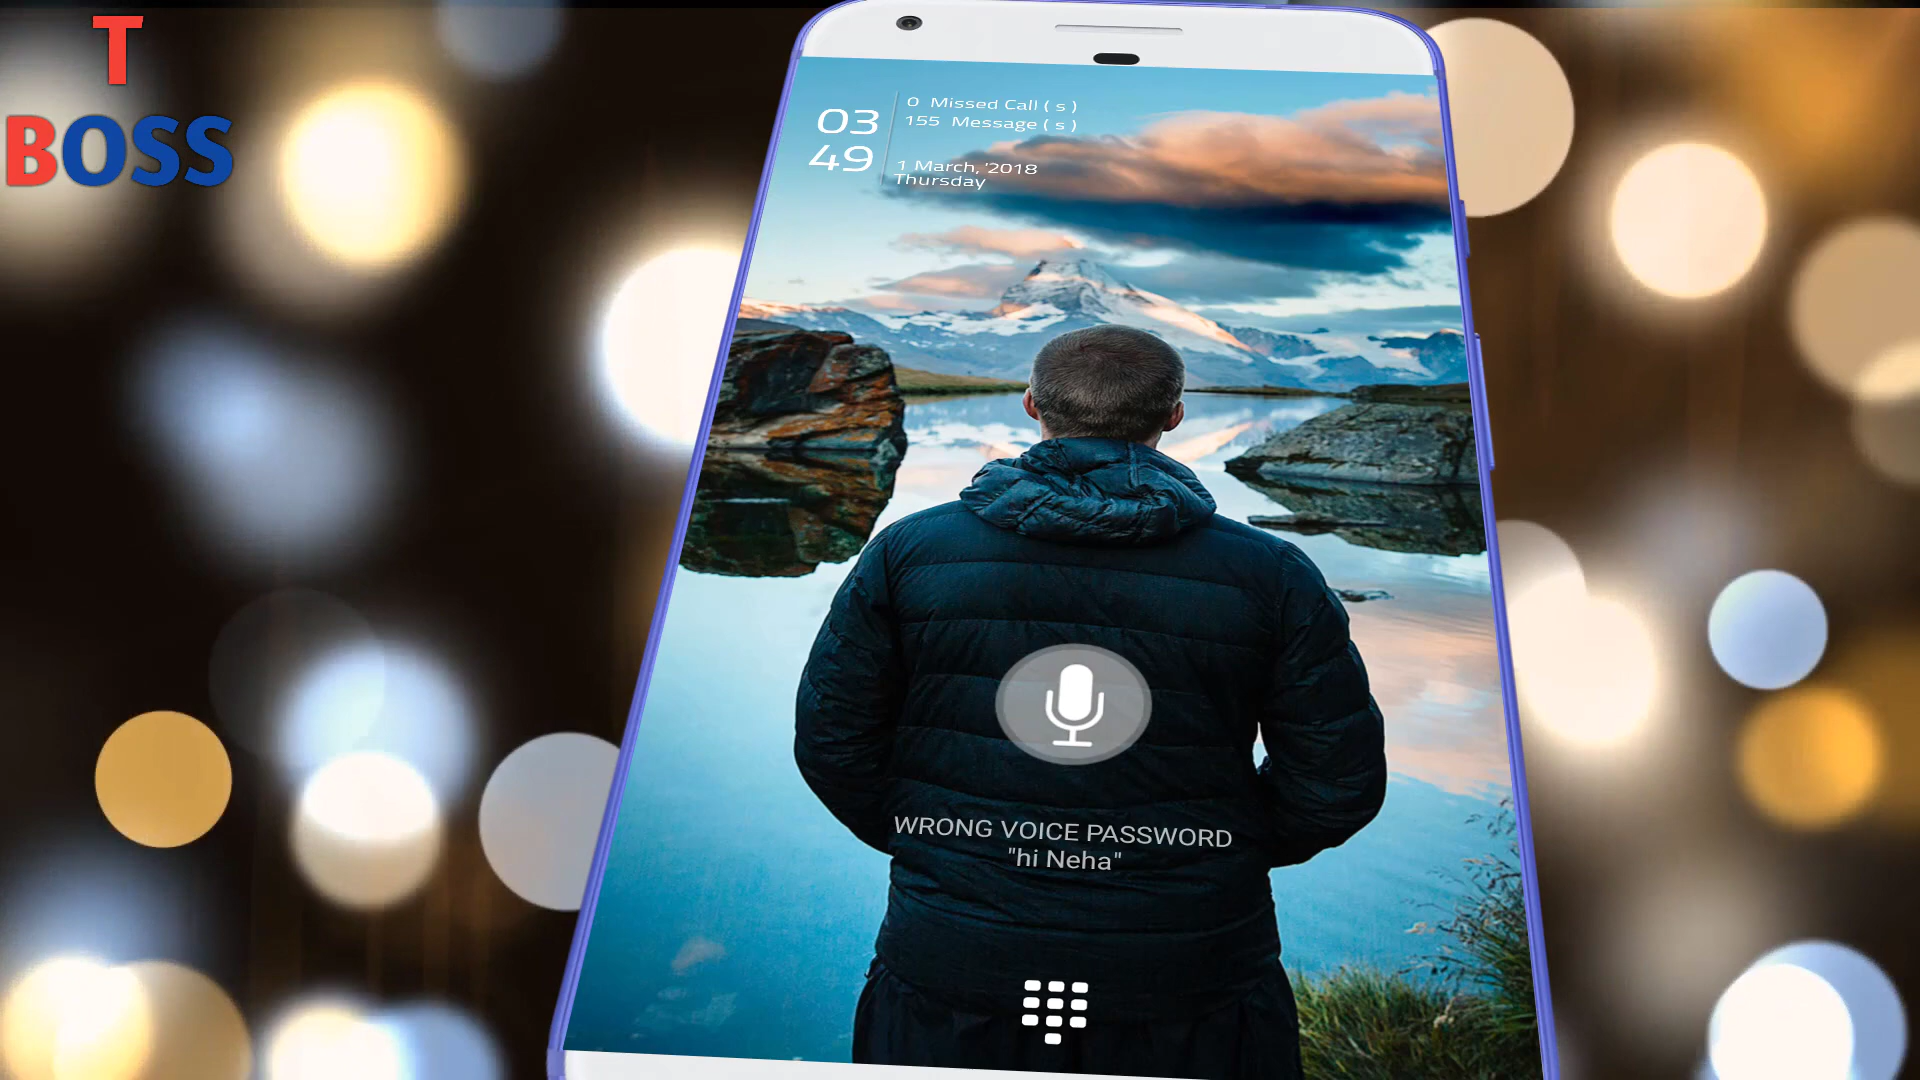 T
BOSS
03
49
0 Missed Call ( s )
155 Message ( s )
1 March, '2018
Thursday
WRONG VOICE PASSWORD
"hi Neha"